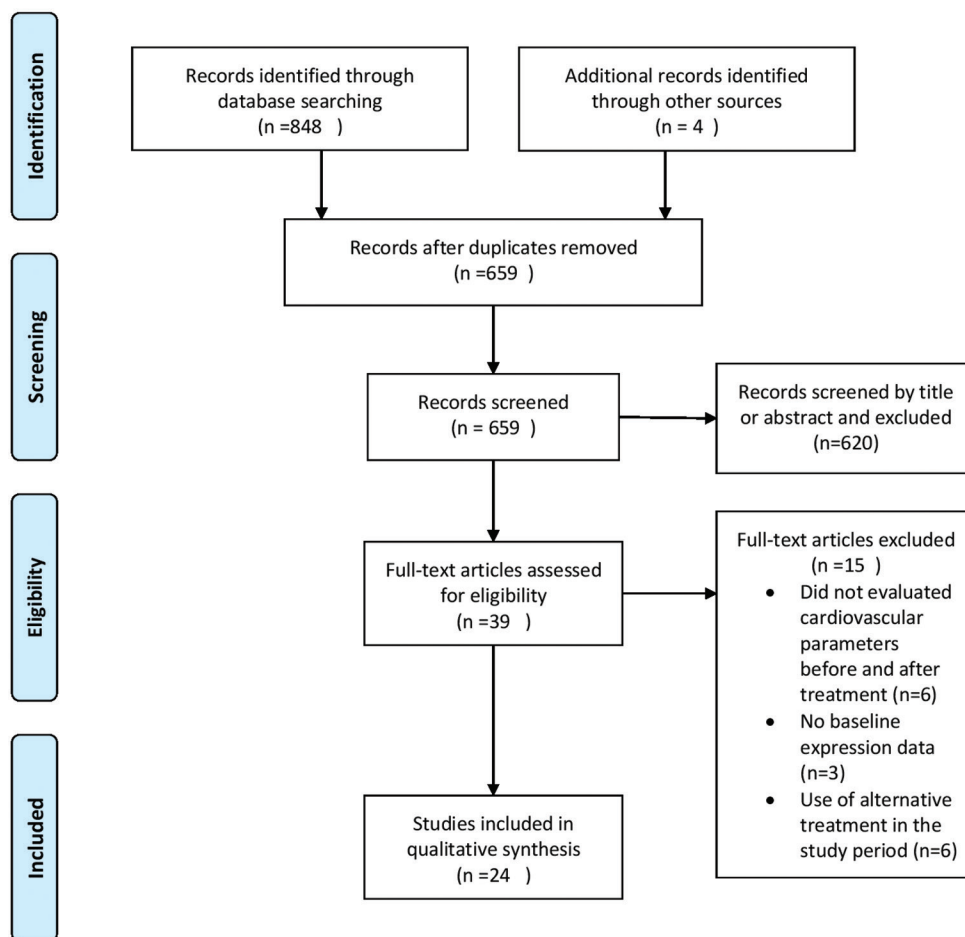 Identification
Records identified through
database searching
(n =848   )
Additional records identified
through other sources
(n = 4   )
Records after duplicates removed
(n =659   )
Screening
Records screened
(n = 659   )
Records screened by title
or abstract and excluded
(n=620)
Eligibility
Full-text articles assessed
for eligibility
(n =39   )
Full-text articles excluded
(n =15   )
• Did not evaluated
cardiovascular
parameters
before and after
treatment (n=6)
• No baseline
expression data
(n=3)
• Use of alternative
treatment in the
study period (n=6)
Included
Studies included in
qualitative synthesis
(n =24   )